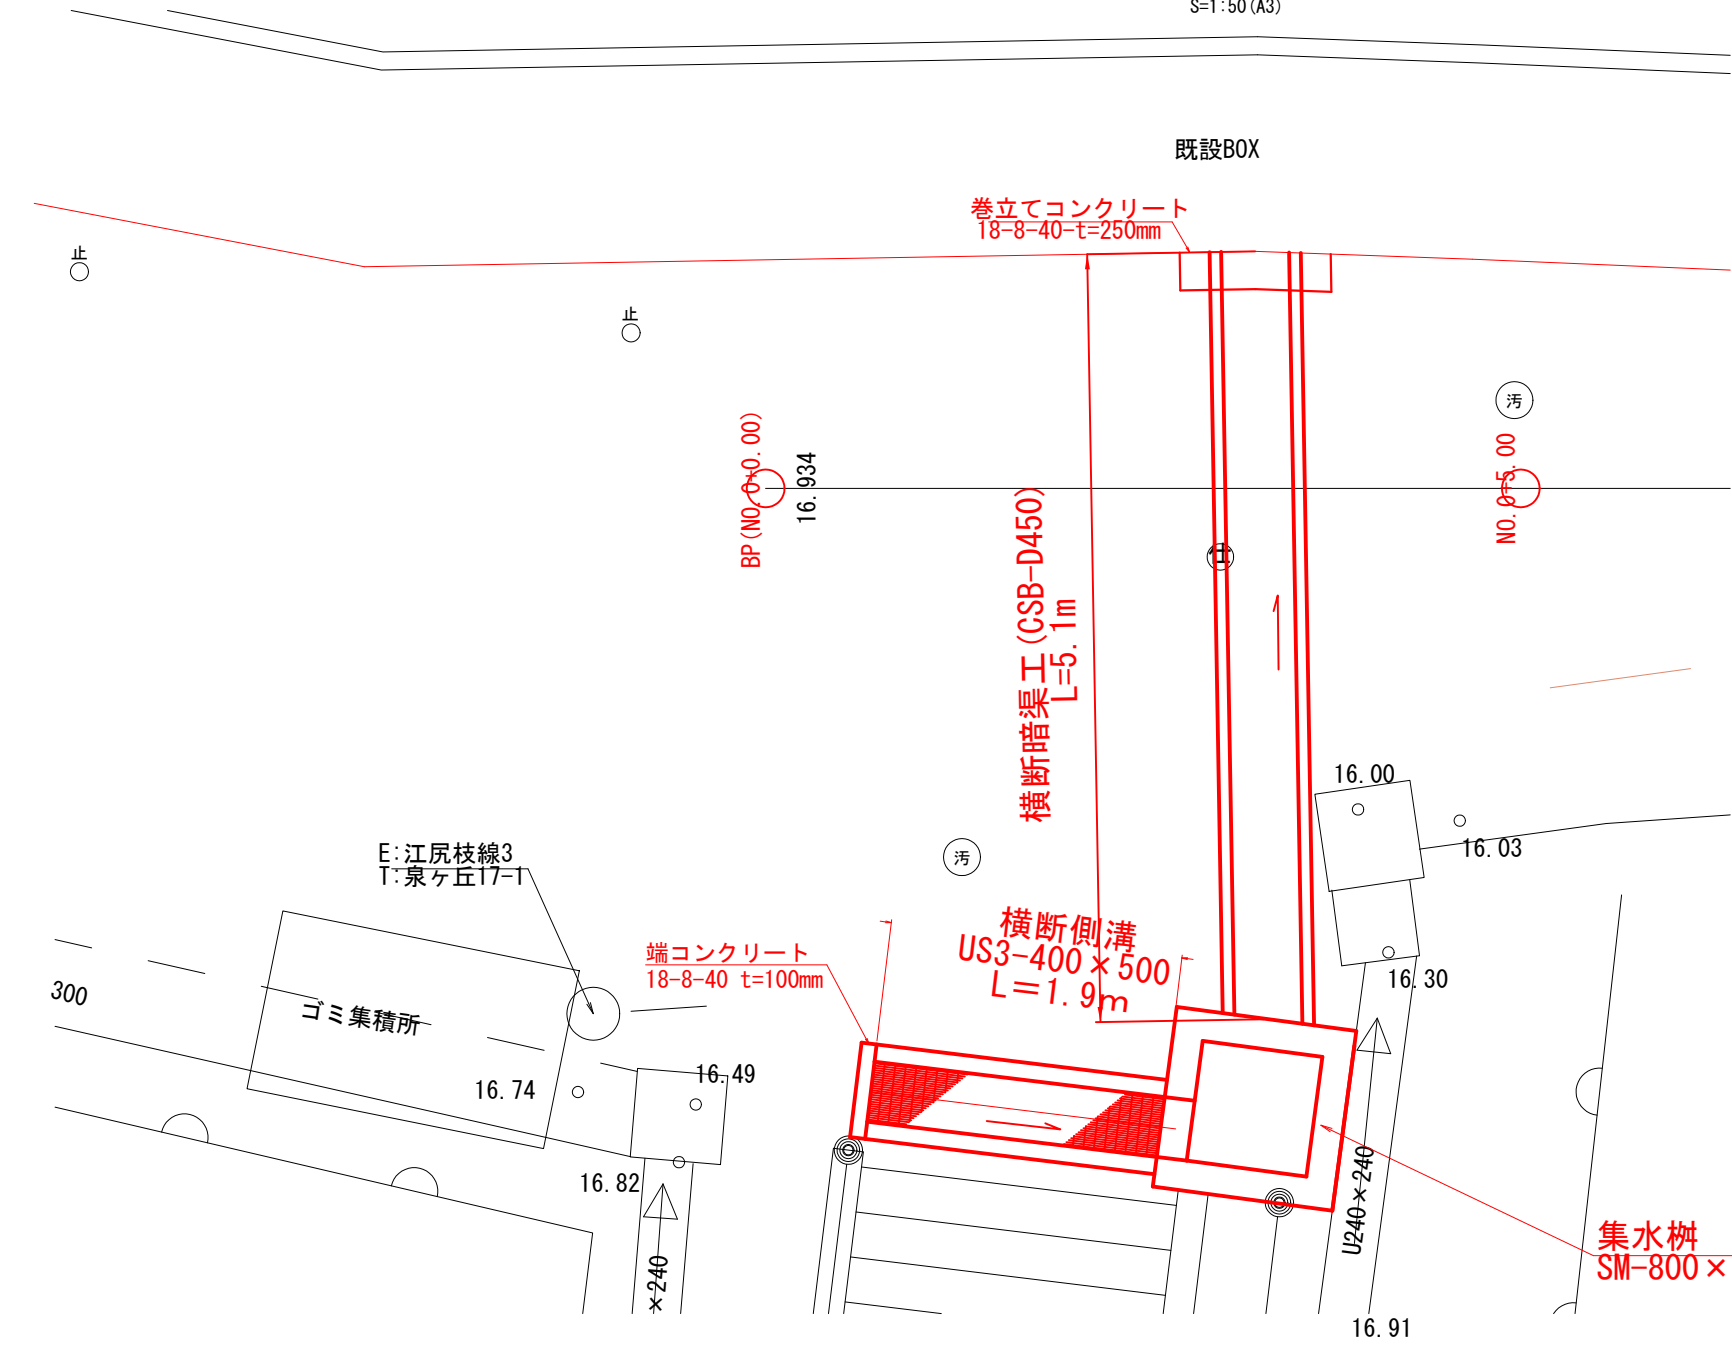 S=1:50(A3)
既設BOX
巻立てコンクリート
18-8-40-t=250mm
止
止
汚
BP(NO.0+0.00)
16.934
NO.0+5.00
仕
横断暗渠工(CSB-D450)
L=5.1m
16.00
16.03
汚
E:江尻枝線3
T:泉ヶ丘17-1
横断側溝
US3-400×500
L=1.9m
端コンクリート
18-8-40 t=100mm
16.30
300
ゴミ集積所
16.74
16.49
16.82
×240
U240×240
集水桝
SM-800×
16.91